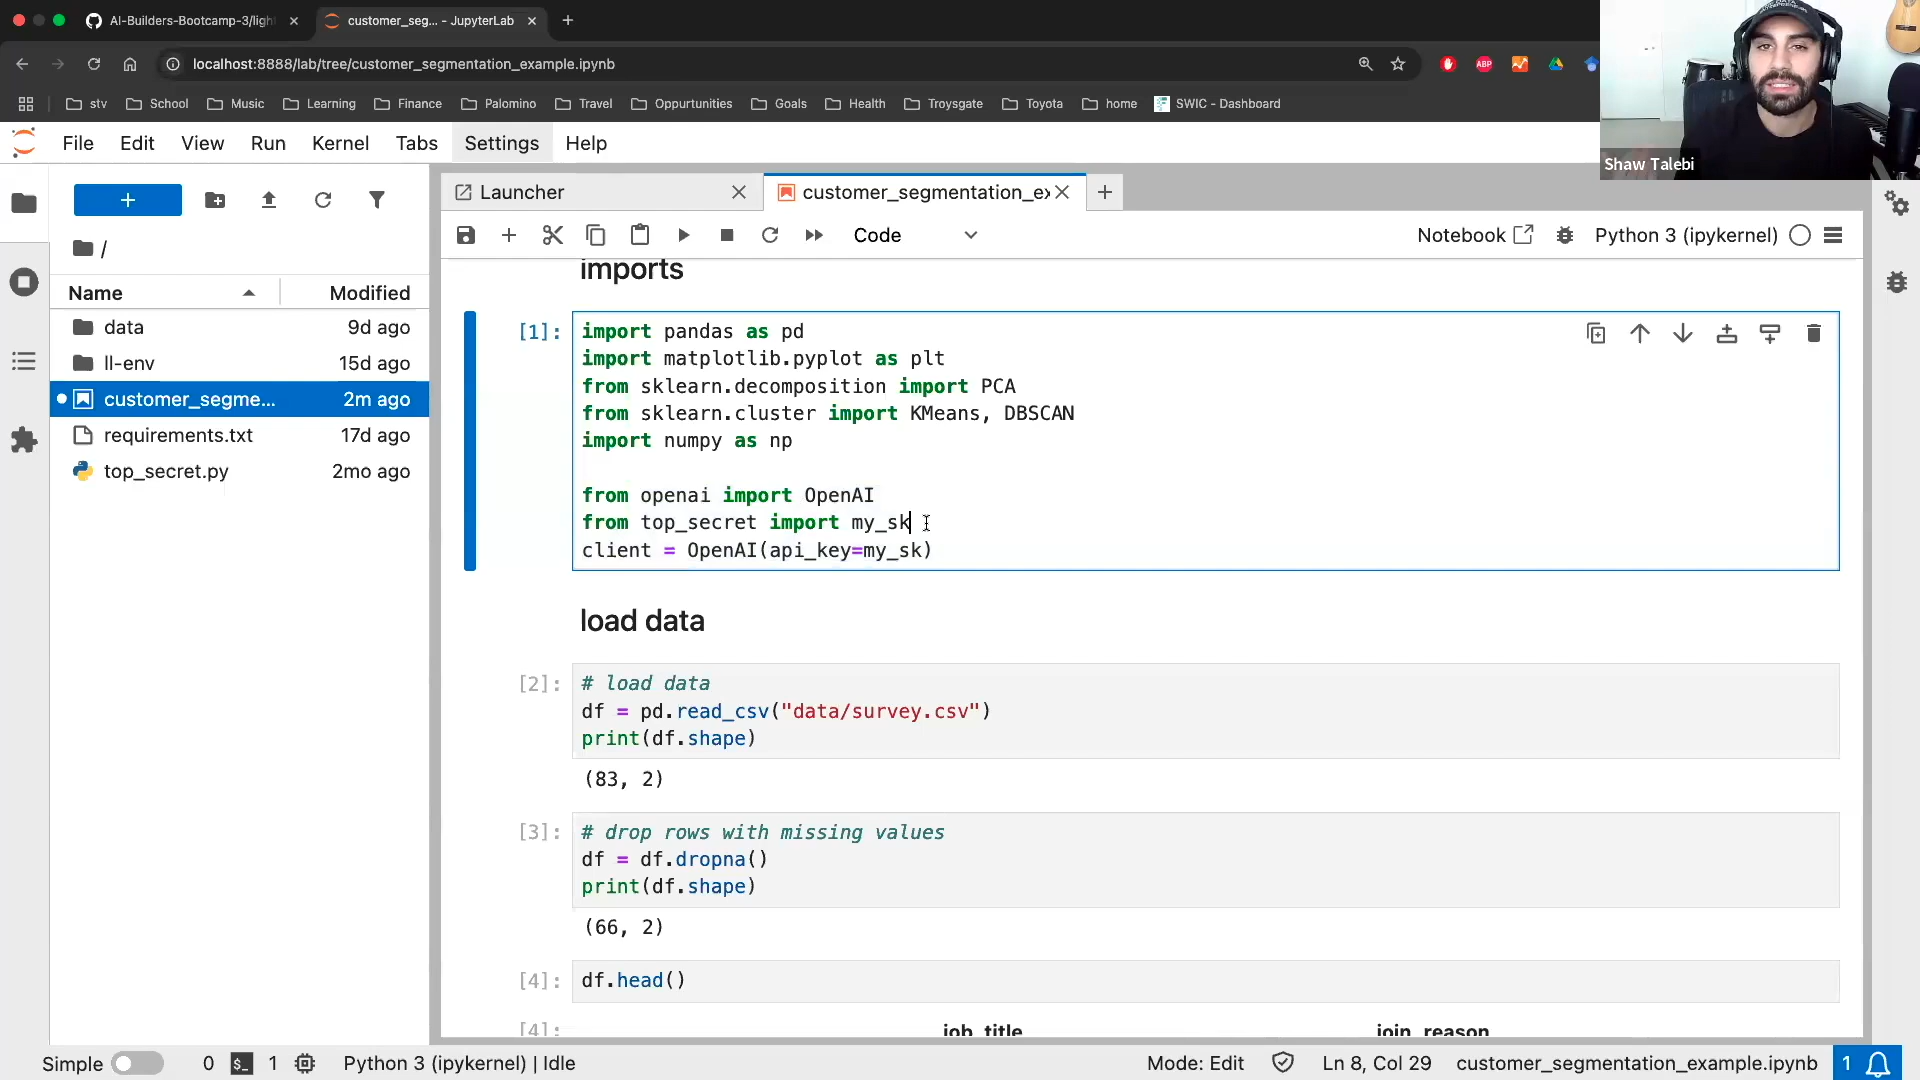 AI-Builders-Bootcamp-3/ligh
customer_seg... - JupyterLab
localhost:8888/lab/tree/customer_segmentation_example.ipynb
ABP
stv
School
Music
Learning
Finance
Palomino
Travel
Oppurtunities
Goals
Health
Troysgate
Toyota
home
SWIC - Dashboard
Shaw Talebi
File Edit View Run Kernel Tabs Settings Help
Launcher
customer_segmentation_ex
Code
Notebook
Python 3 (ipykernel)
/
Name Modified
data 9d ago
ll-env 15d ago
customer_segme... 2m ago
requirements.txt 17d ago
top_secret.py 2mo ago
imports
[1]:
import pandas as pd
import matplotlib.pyplot as plt
from sklearn.decomposition import PCA
from sklearn.cluster import KMeans, DBSCAN
import numpy as np
from openai import OpenAI
from top_secret import my_sk
client = OpenAI(api_key=my_sk)
load data
[2]:
# load data
df = pd.read_csv("data/survey.csv")
print(df.shape)
(83, 2)
[3]:
# drop rows with missing values
df = df.dropna()
print(df.shape)
(66, 2)
[4]:
df.head()
[4]:
job_title join_reason
Simple 0 $_ 1 Python 3 (ipykernel) | Idle Mode: Edit Ln 8, Col 29 customer_segmentation_example.ipynb 1